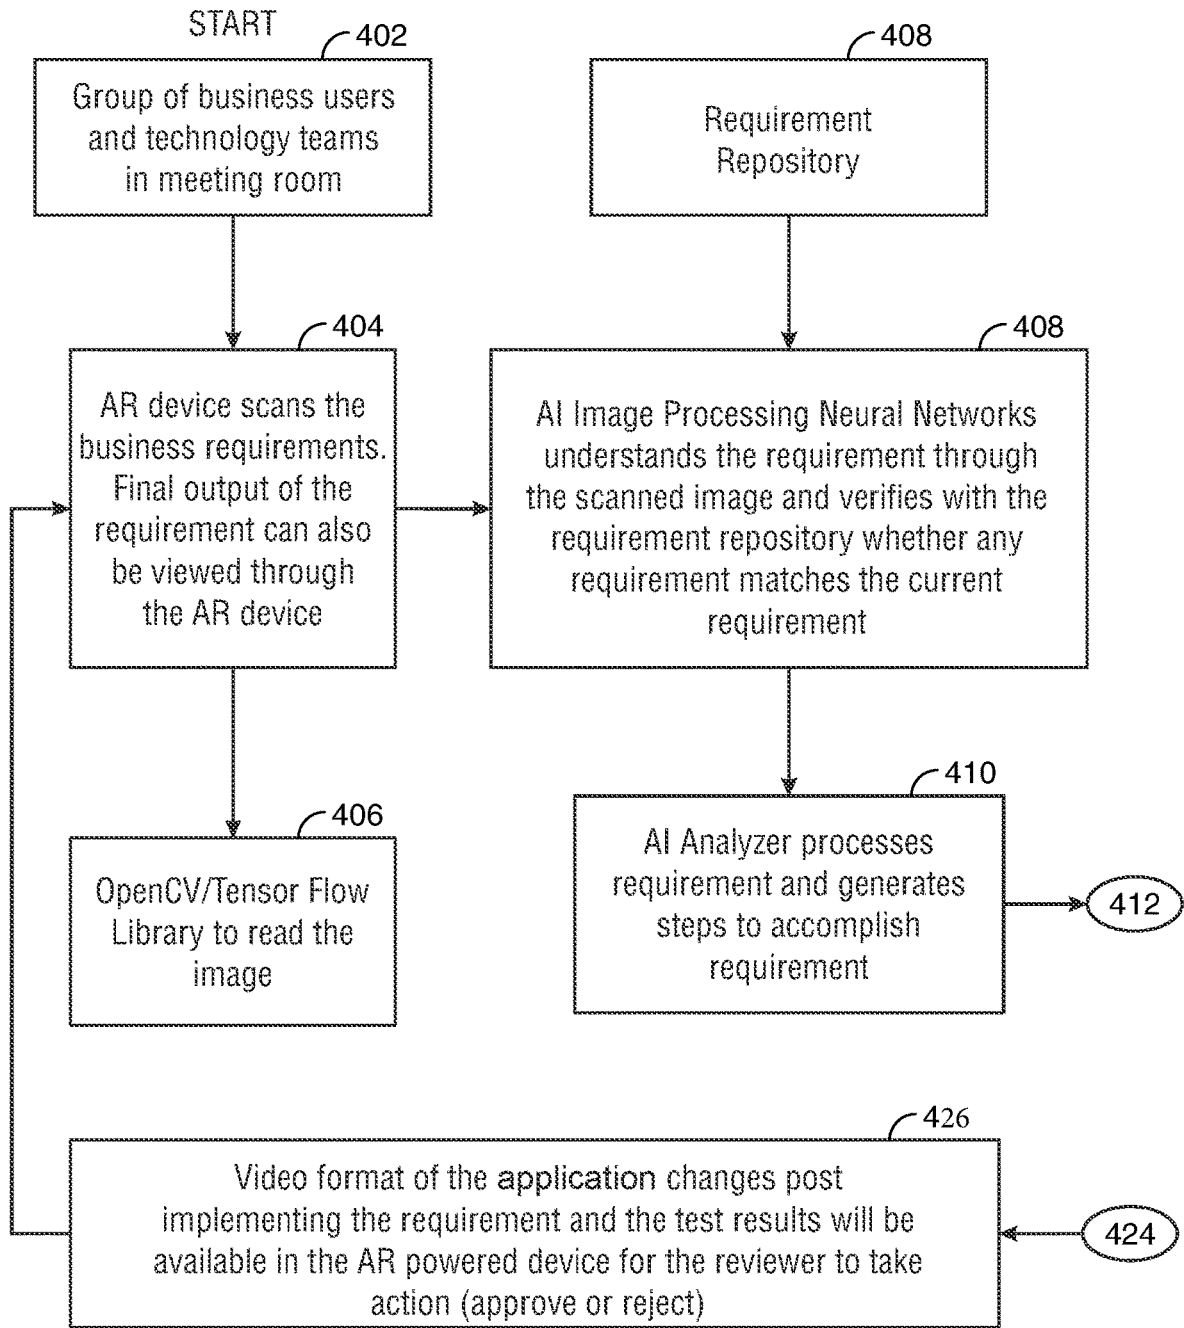 START
402
Group of business users
and technology teams
in meeting room
408
Requirement
Repository
404
AR device scans the
business requirements.
Final output of the
requirement can also
be viewed through
the AR device
408
AI Image Processing Neural Networks
understands the requirement through
the scanned image and verifies with the
requirement repository whether any
requirement matches the current
requirement
406
OpenCV/Tensor Flow
Library to read the
image
410
AI Analyzer processes
requirement and generates
steps to accomplish
requirement
412
426
Video format of the application changes post
implementing the requirement and the test results will be
available in the AR powered device for the reviewer to take
action (approve or reject)
424